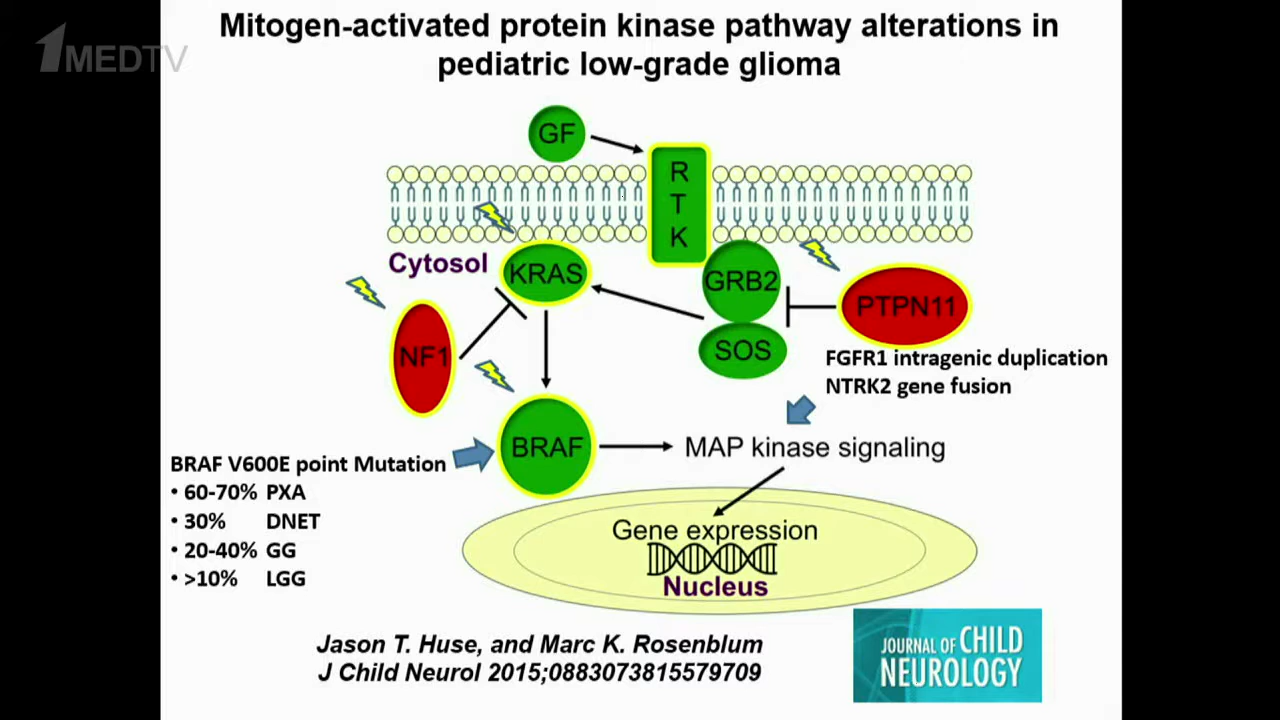 1MEDTV
Mitogen-activated protein kinase pathway alterations in
pediatric low-grade glioma
GF
R
T
K
Cytosol
KRAS
GRB2
PTPN11
NF1
SOS
FGFR1 intragenic duplication
NTRK2 gene fusion
BRAF
MAP kinase signaling
BRAF V600E point Mutation
• 60-70% PXA
• 30% DNET
• 20-40% GG
• >10% LGG
Gene expression
Nucleus
Jason T. Huse, and Marc K. Rosenblum
J Child Neurol 2015;0883073815579709
JOURNAL OF CHILD
NEUROLOGY